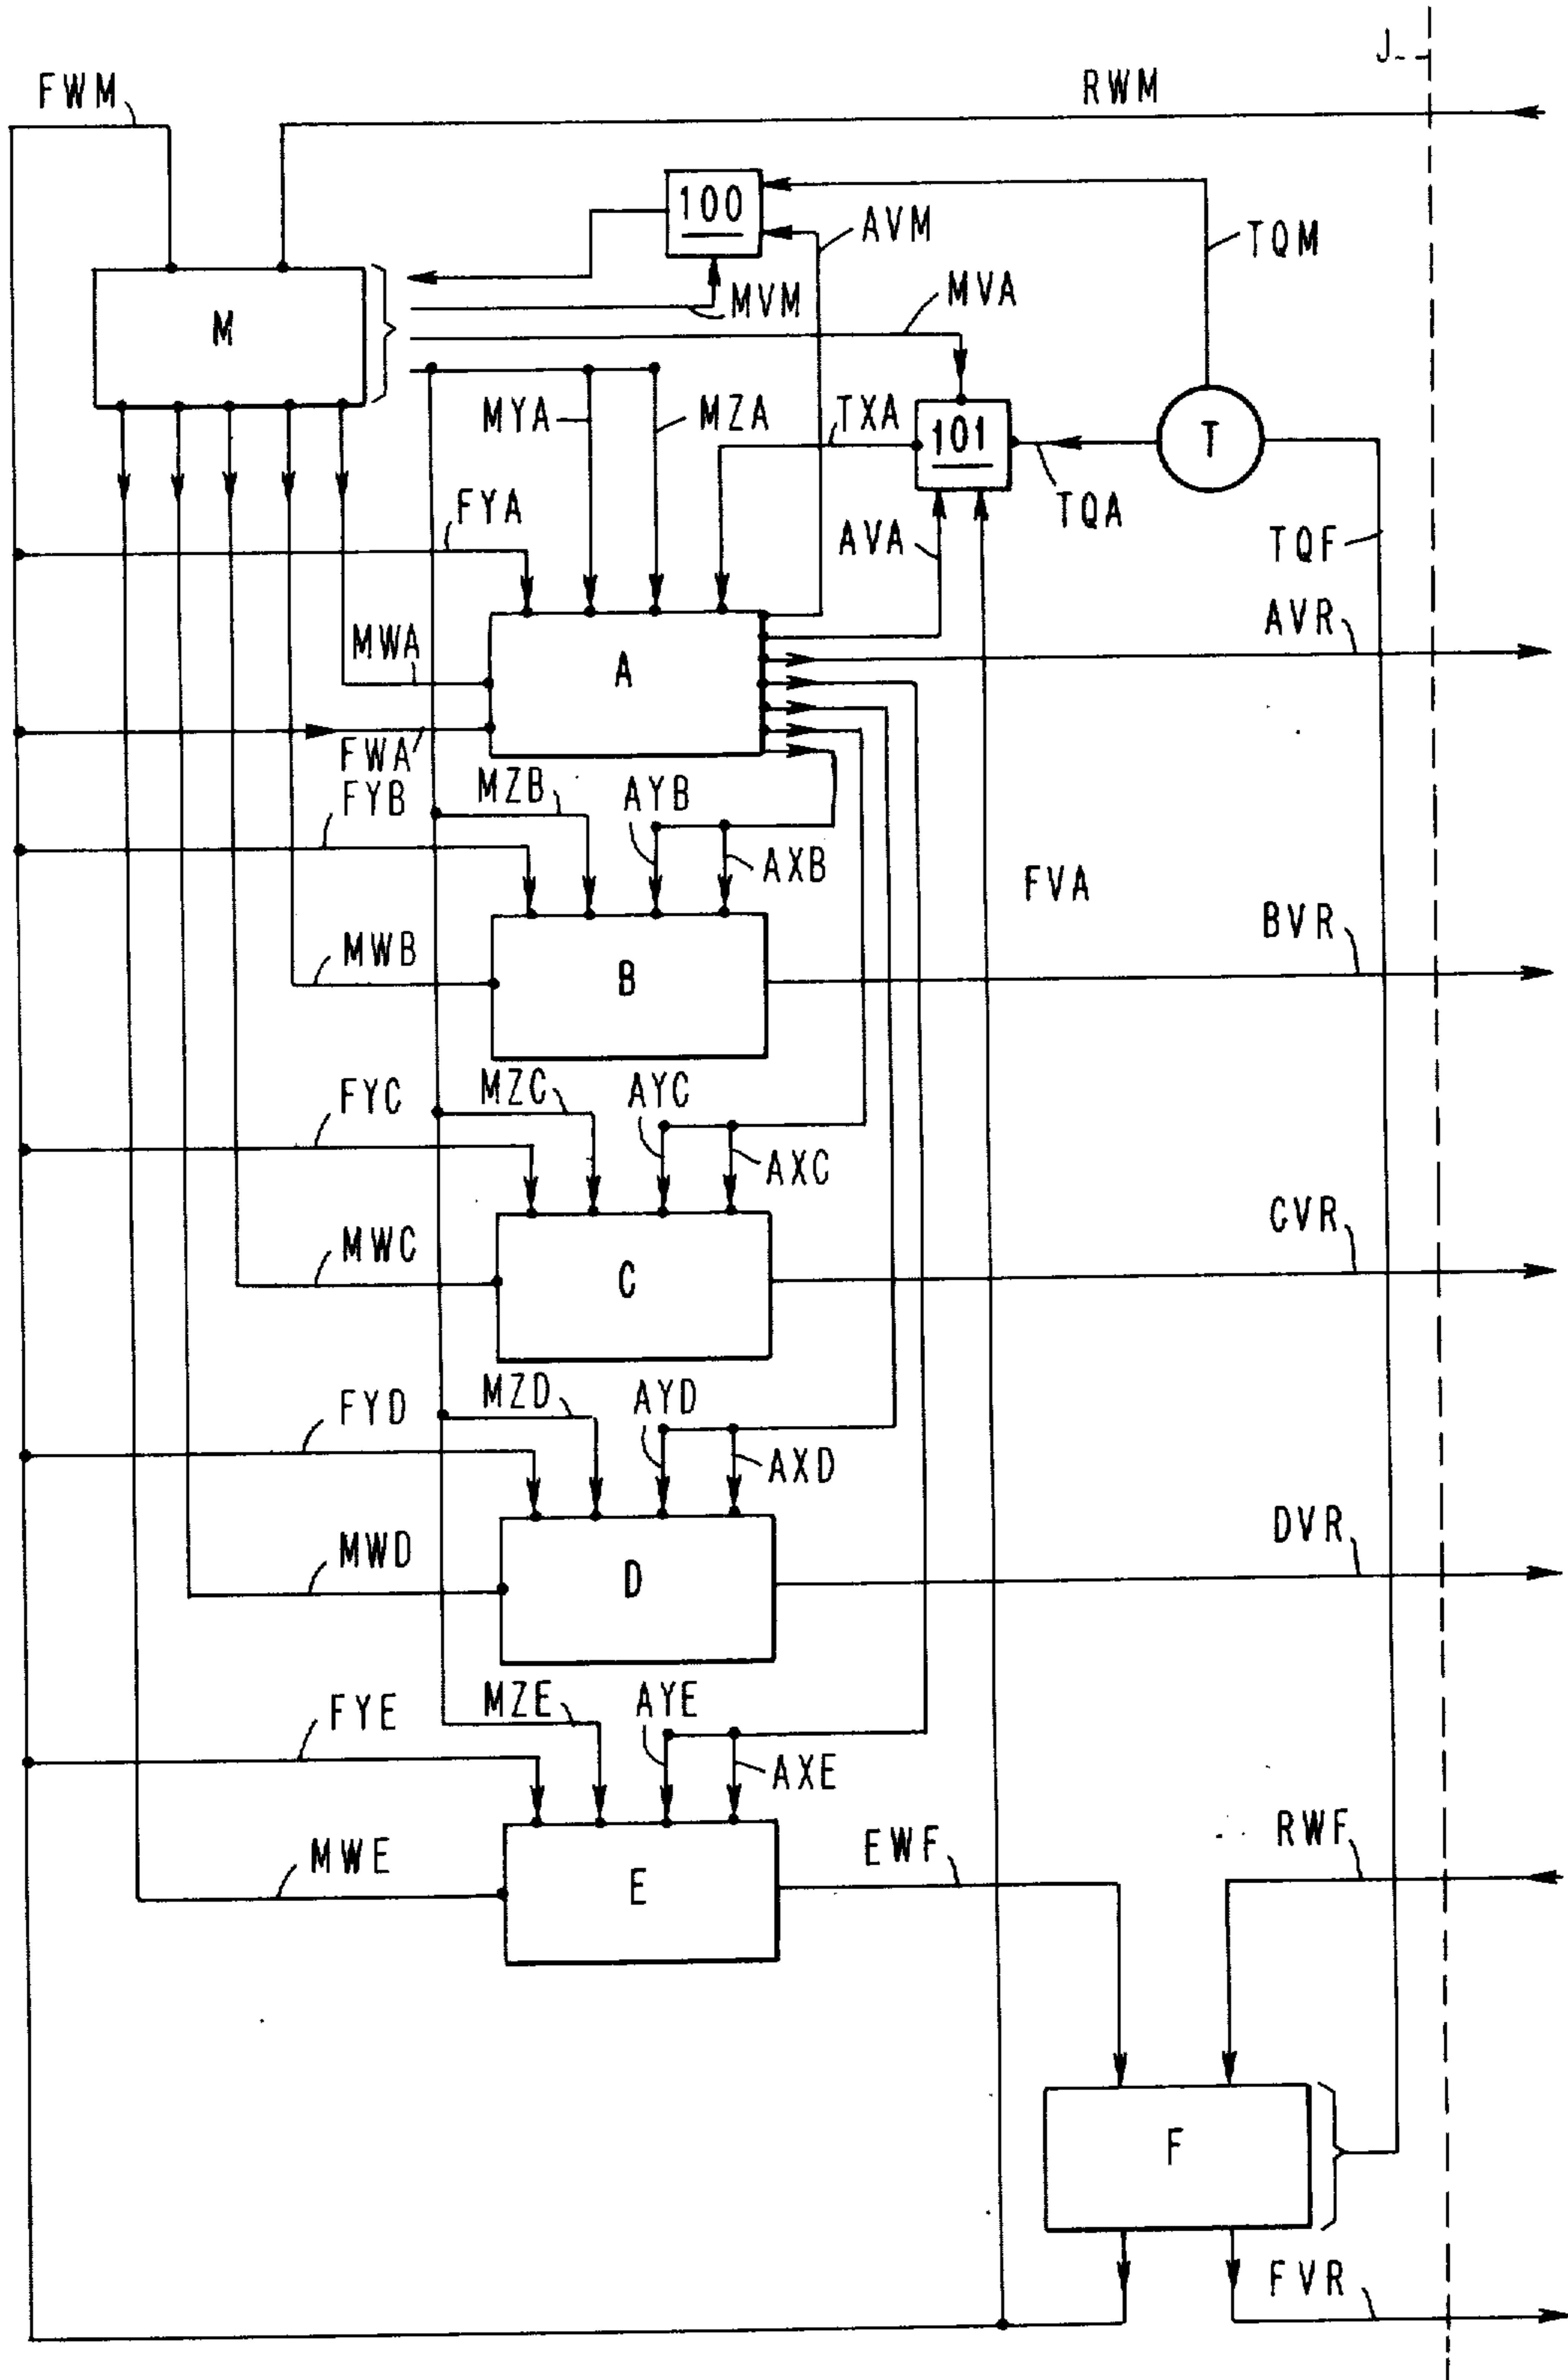 J
FWM
RWM
100
AVM
TQM
MVM
MVA
M
MYA
MZA
TXA
101
T
FYA
AVA
TQA
TQF
MWA
A
AVR
FWA
FYB
MZB
AYB
AXB
FVA
BVR
MWB
B
FYC
MZC
AYC
AXC
CVR
MWC
C
FYD
MZD
AYD
AXD
DVR
MWD
D
FYE
MZE
AYE
AXE
RWF
MWE
E
EWF
F
FVR